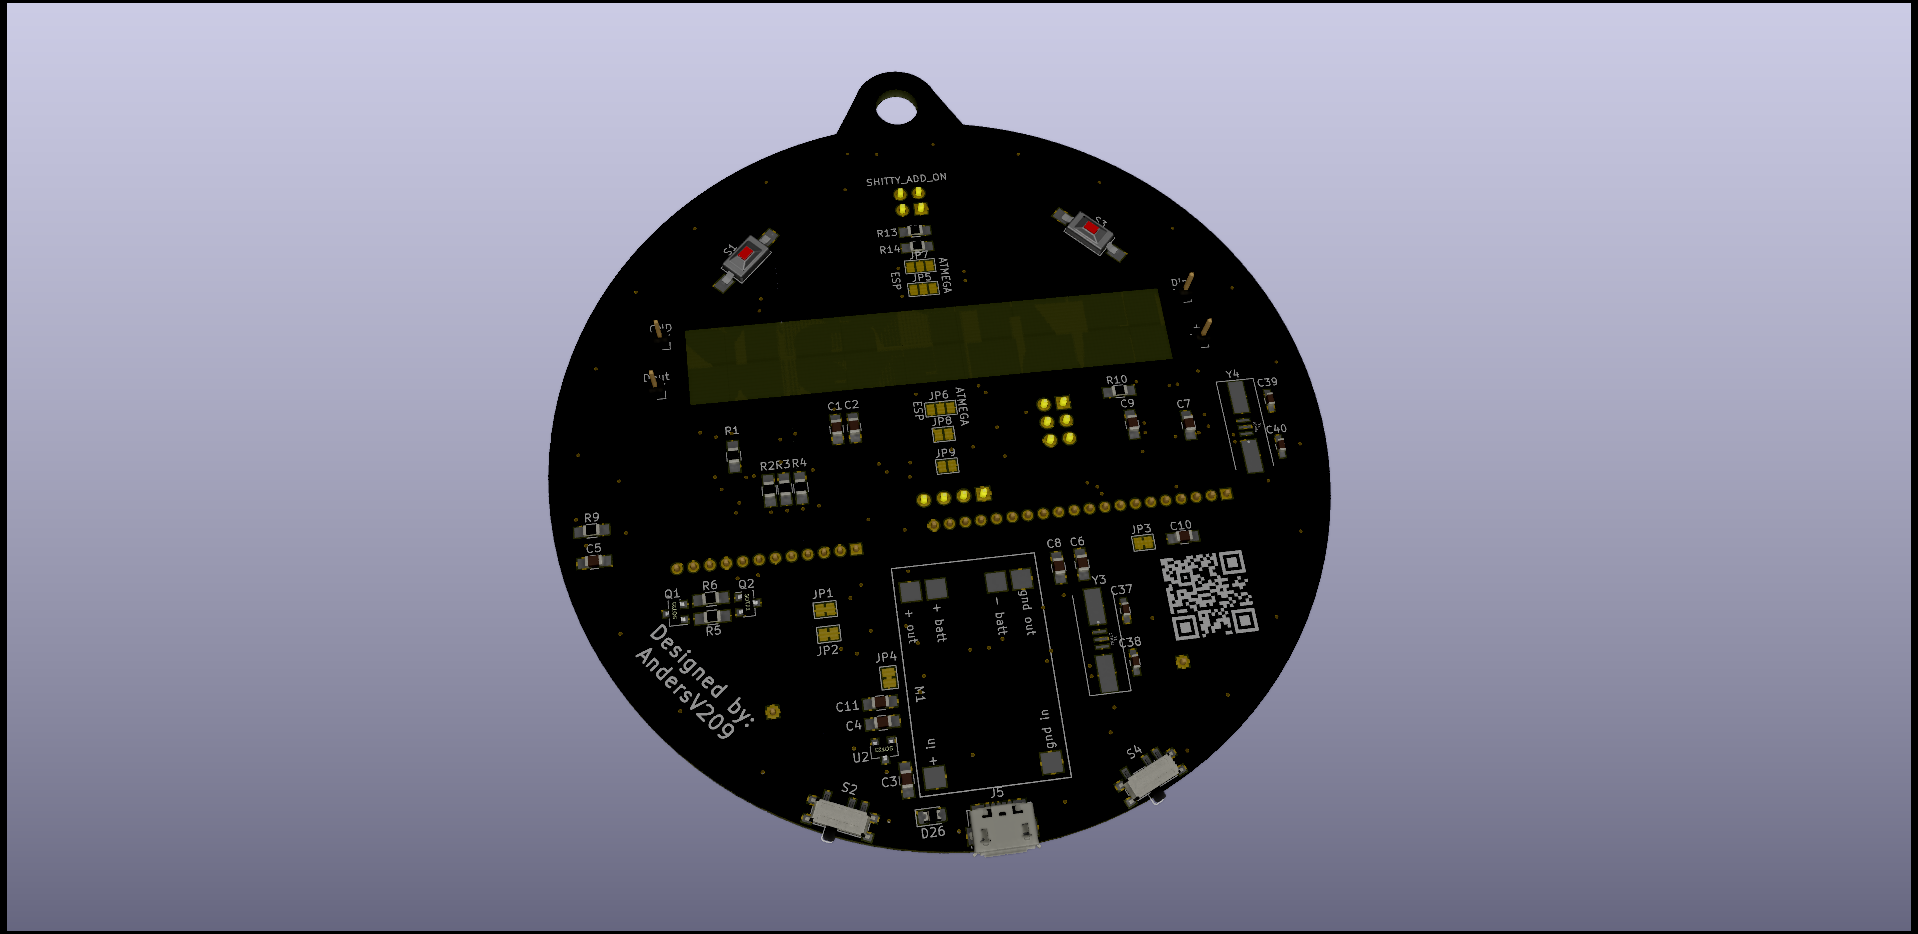 SHITTY_ADD_ON
R13
R14
S1
S3
JP7
ESP
ATMEGA
JP5
R10
Y4
C39
C1
C2
JP6
ESP
ATMEGA
C9
C7
JP8
C40
R1
JP9
R2
R3
R4
R9
C5
JP3
C10
C8
C6
Y3
Q1
R6
Q2
JP1
C37
R5
JP2
+ out
+ batt
- batt
gnd out
C38
Designed by:
AndersV209
JP4
M1
C11
C4
U2
in +
gnd in
C3
S2
S4
J5
D26